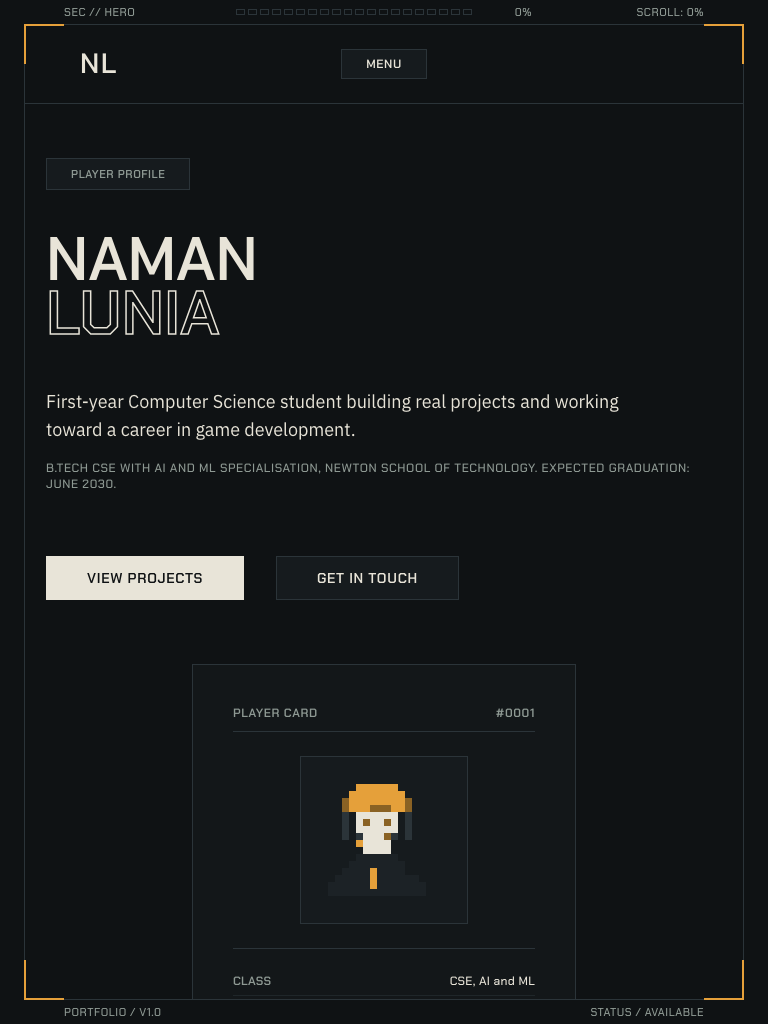 SEC // HERO 0% SCROLL: 0%
NL MENU
PLAYER PROFILE
NAMAN
LUNIA
First-year Computer Science student building real projects and working
toward a career in game development.
B.TECH CSE WITH AI AND ML SPECIALISATION, NEWTON SCHOOL OF TECHNOLOGY. EXPECTED GRADUATION:
JUNE 2030.
VIEW PROJECTS GET IN TOUCH
PLAYER CARD #0001
CLASS CSE, AI and ML
PORTFOLIO / V1.0 STATUS / AVAILABLE